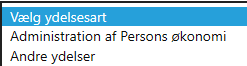 Vælg ydelsesart
Administration af Persons økonomi
Andre ydelser